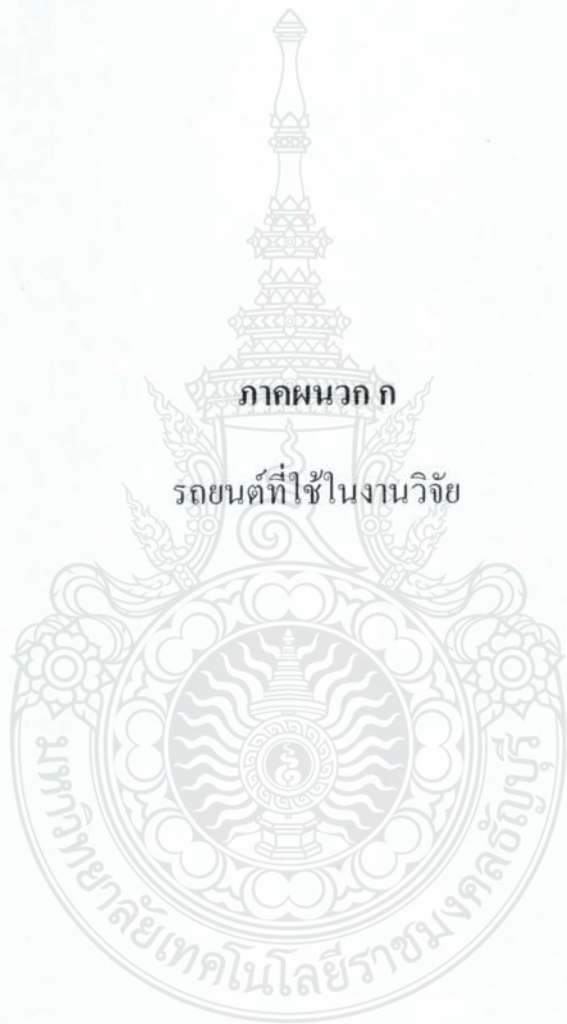 ภาคผนวก ก
รถยนต์ที่ใช้ในงานวิจัย
มหาวิทยาลัยเทคโนโลยีราชมงคลธัญบุรี